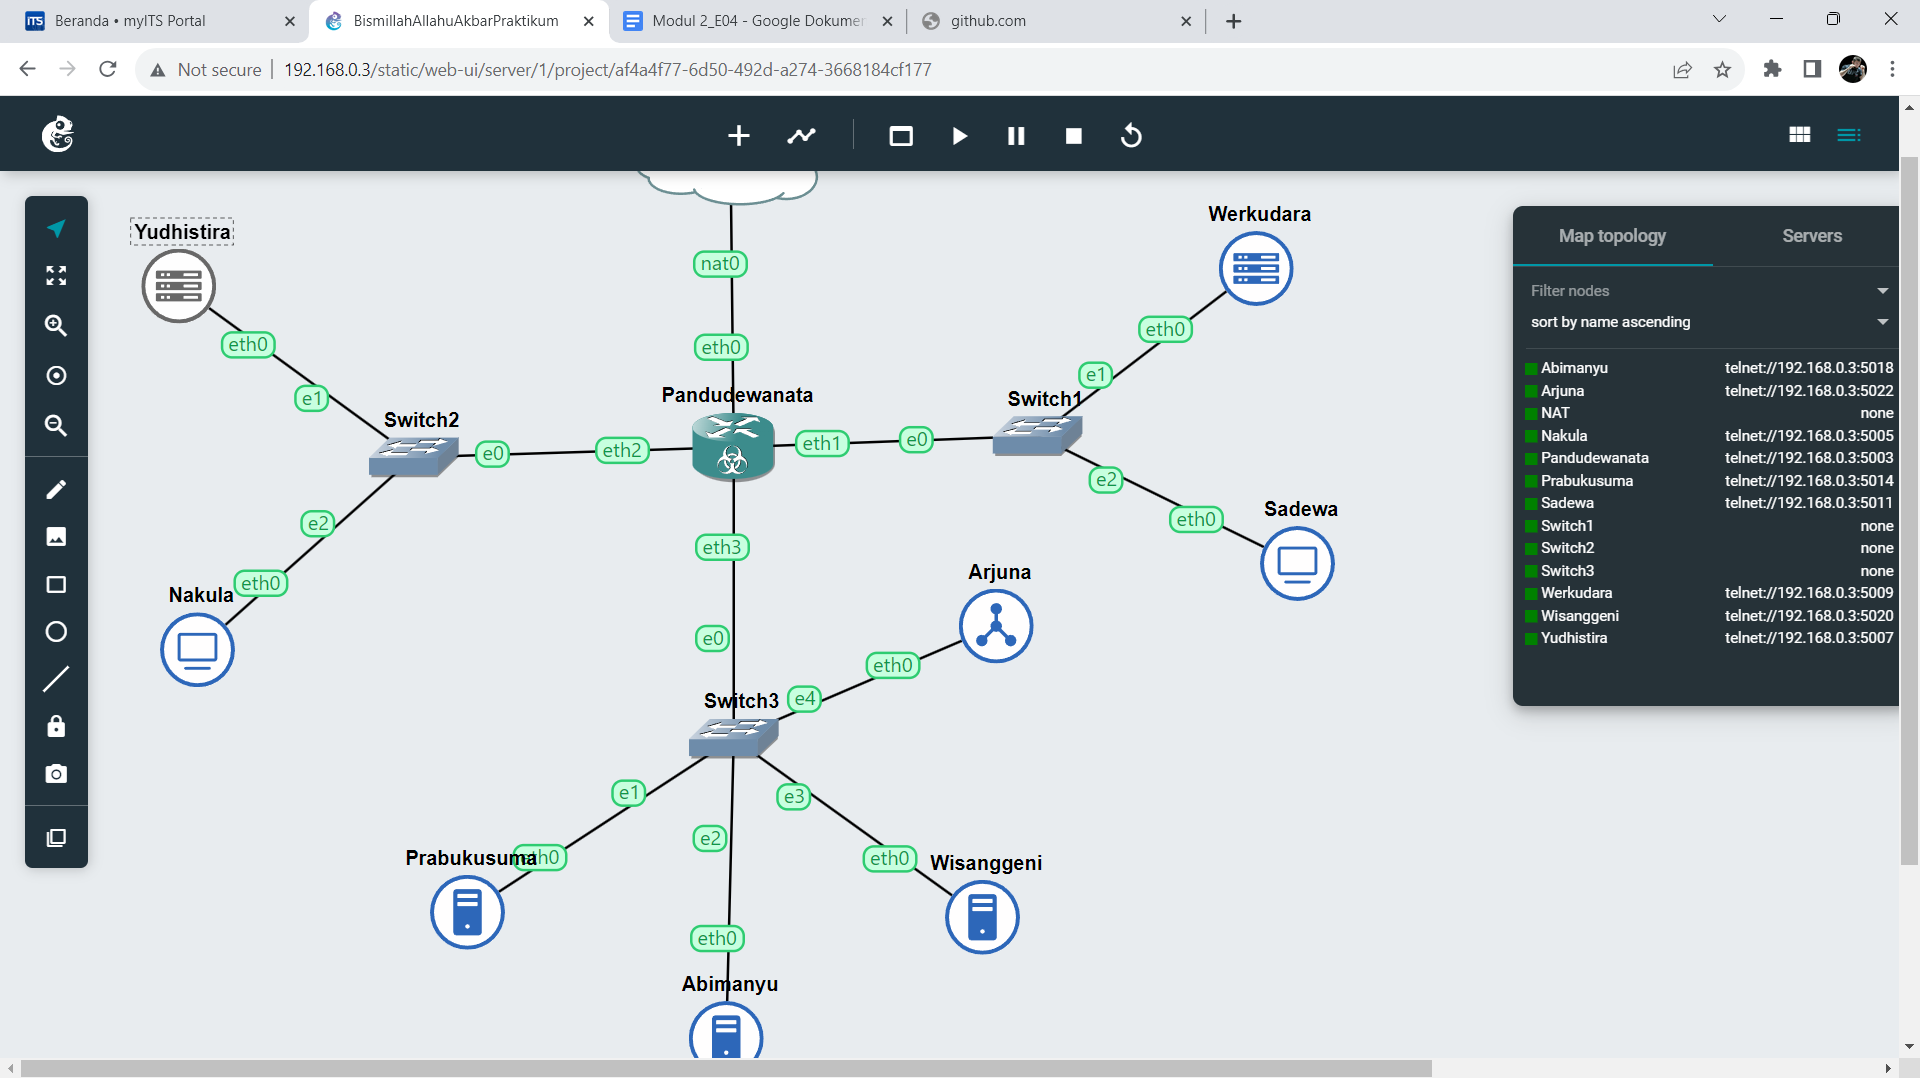 ITS Beranda • myITS Portal
BismillahAllahuAkbarPraktikum
Modul 2_E04 - Google Dokumen
github.com
Not secure
192.168.0.3/static/web-ui/server/1/project/af4a4f77-6d50-492d-a274-3668184cf177
Map topology
Servers
Filter nodes
sort by name ascending
Abimanyu telnet://192.168.0.3:5018
Arjuna telnet://192.168.0.3:5022
NAT none
Nakula telnet://192.168.0.3:5005
Pandudewanata telnet://192.168.0.3:5003
Prabukusuma telnet://192.168.0.3:5014
Sadewa telnet://192.168.0.3:5011
Switch1 none
Switch2 none
Switch3 none
Werkudara telnet://192.168.0.3:5009
Wisanggeni telnet://192.168.0.3:5020
Yudhistira telnet://192.168.0.3:5007
Yudhistira
eth0
e1
Switch2
e0
eth2
e2
eth0
Nakula
nat0
eth0
Pandudewanata
eth1
e0
Switch1
e1
eth0
Werkudara
e2
eth0
Sadewa
eth3
e0
Switch3
e4
eth0
Arjuna
e1
eth0
Prabukusuma
e2
eth0
Abimanyu
e3
eth0
Wisanggeni